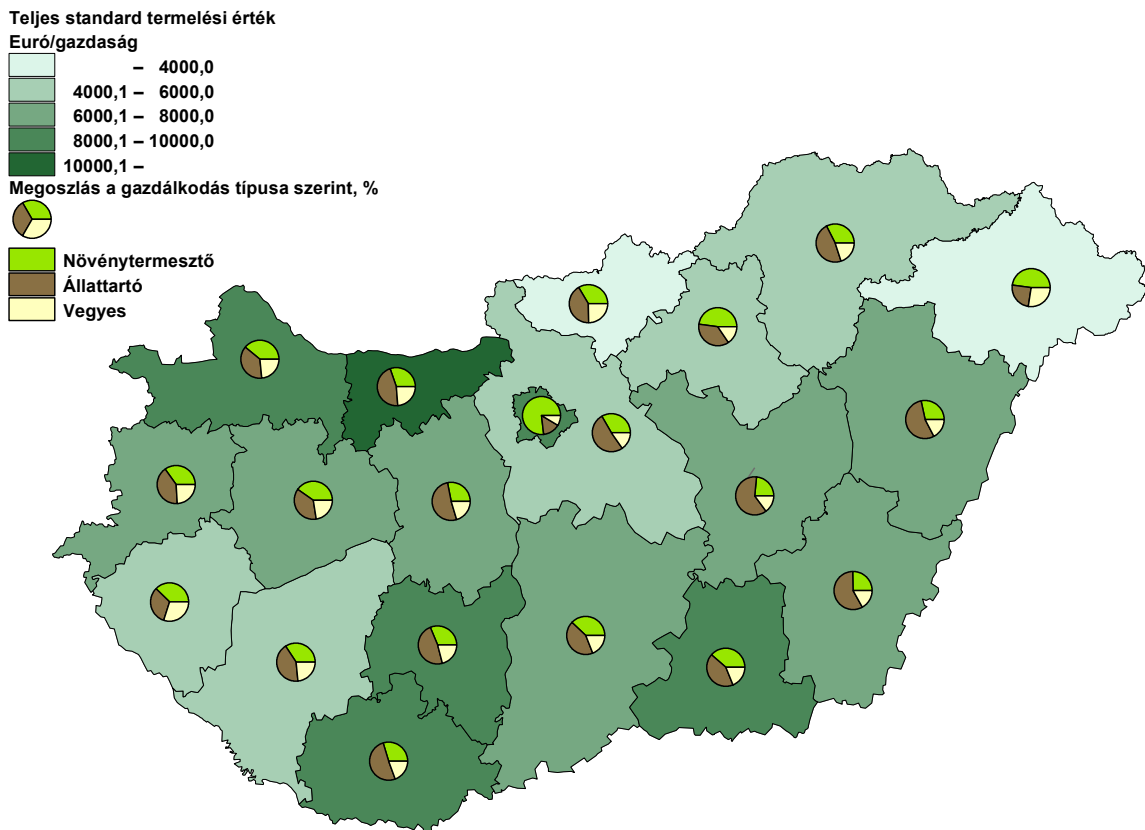 Teljes standard termelési érték
Euró/gazdaság
– 4000,0
4000,1 – 6000,0
6000,1 – 8000,0
8000,1 – 10000,0
10000,1 –
Megoszlás a gazdálkodás típusa szerint, %
Növénytermesztő
Állattartó
Vegyes